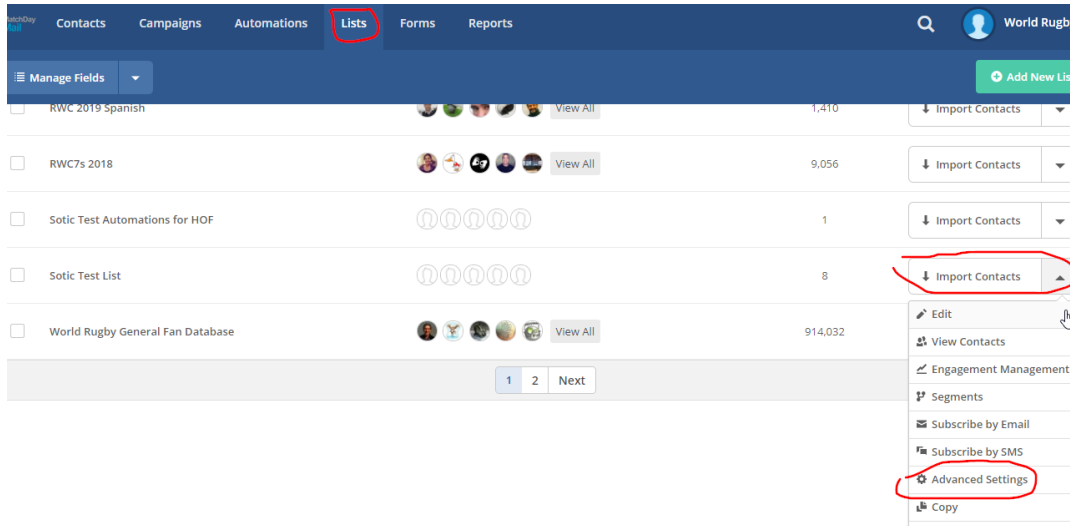 MatchDay
Mail
Contacts Campaigns Automations Lists Forms Reports
World Rugb
Manage Fields
Add New Lis
RWC 2019 Spanish View All 1,410 Import Contacts
RWC7s 2018 View All 9,056 Import Contacts
Sotic Test Automations for HOF 1 Import Contacts
Sotic Test List 8 Import Contacts
Edit
World Rugby General Fan Database View All 914,032
View Contacts
Engagement Management
1 2 Next
Segments
Subscribe by Email
Subscribe by SMS
Advanced Settings
Copy